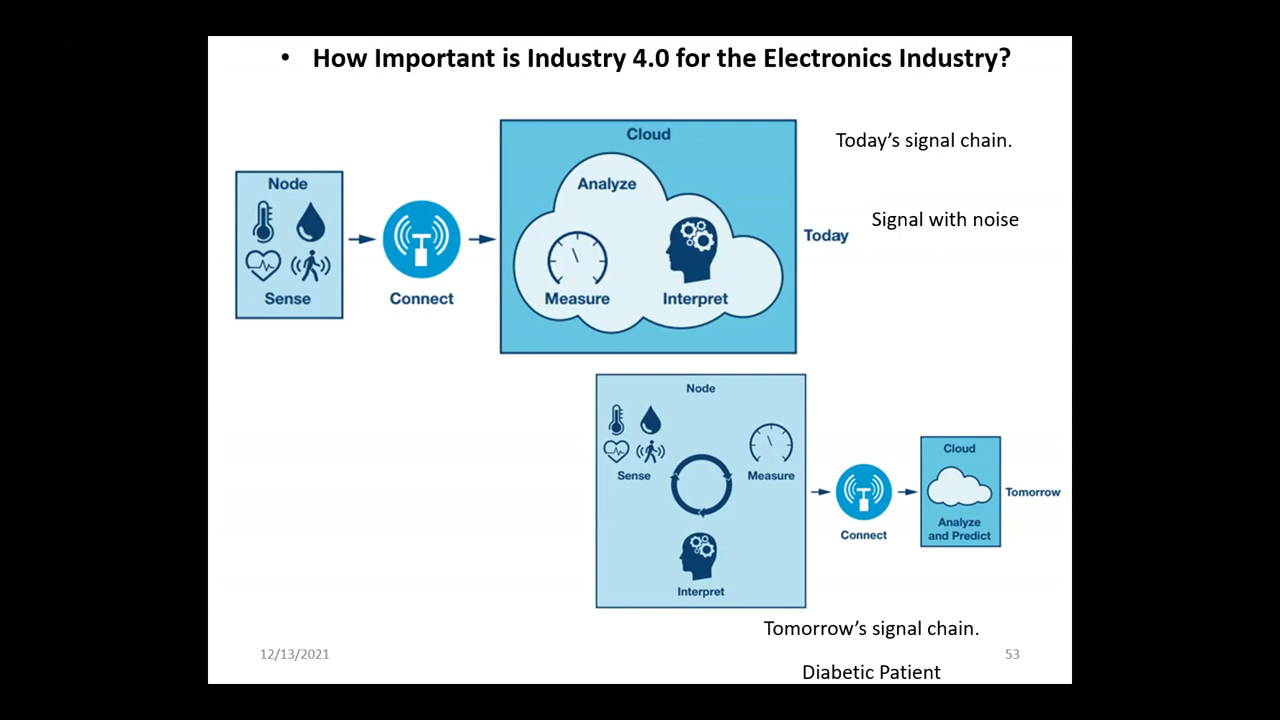 • How Important is Industry 4.0 for the Electronics Industry?
Cloud
Today’s signal chain.
Node
Analyze
Signal with noise
Today
Sense
Connect
Measure
Interpret
Node
Sense
Measure
Cloud
Tomorrow
Connect
Analyze
and Predict
Interpret
Tomorrow’s signal chain.
12/13/2021
53
Diabetic Patient